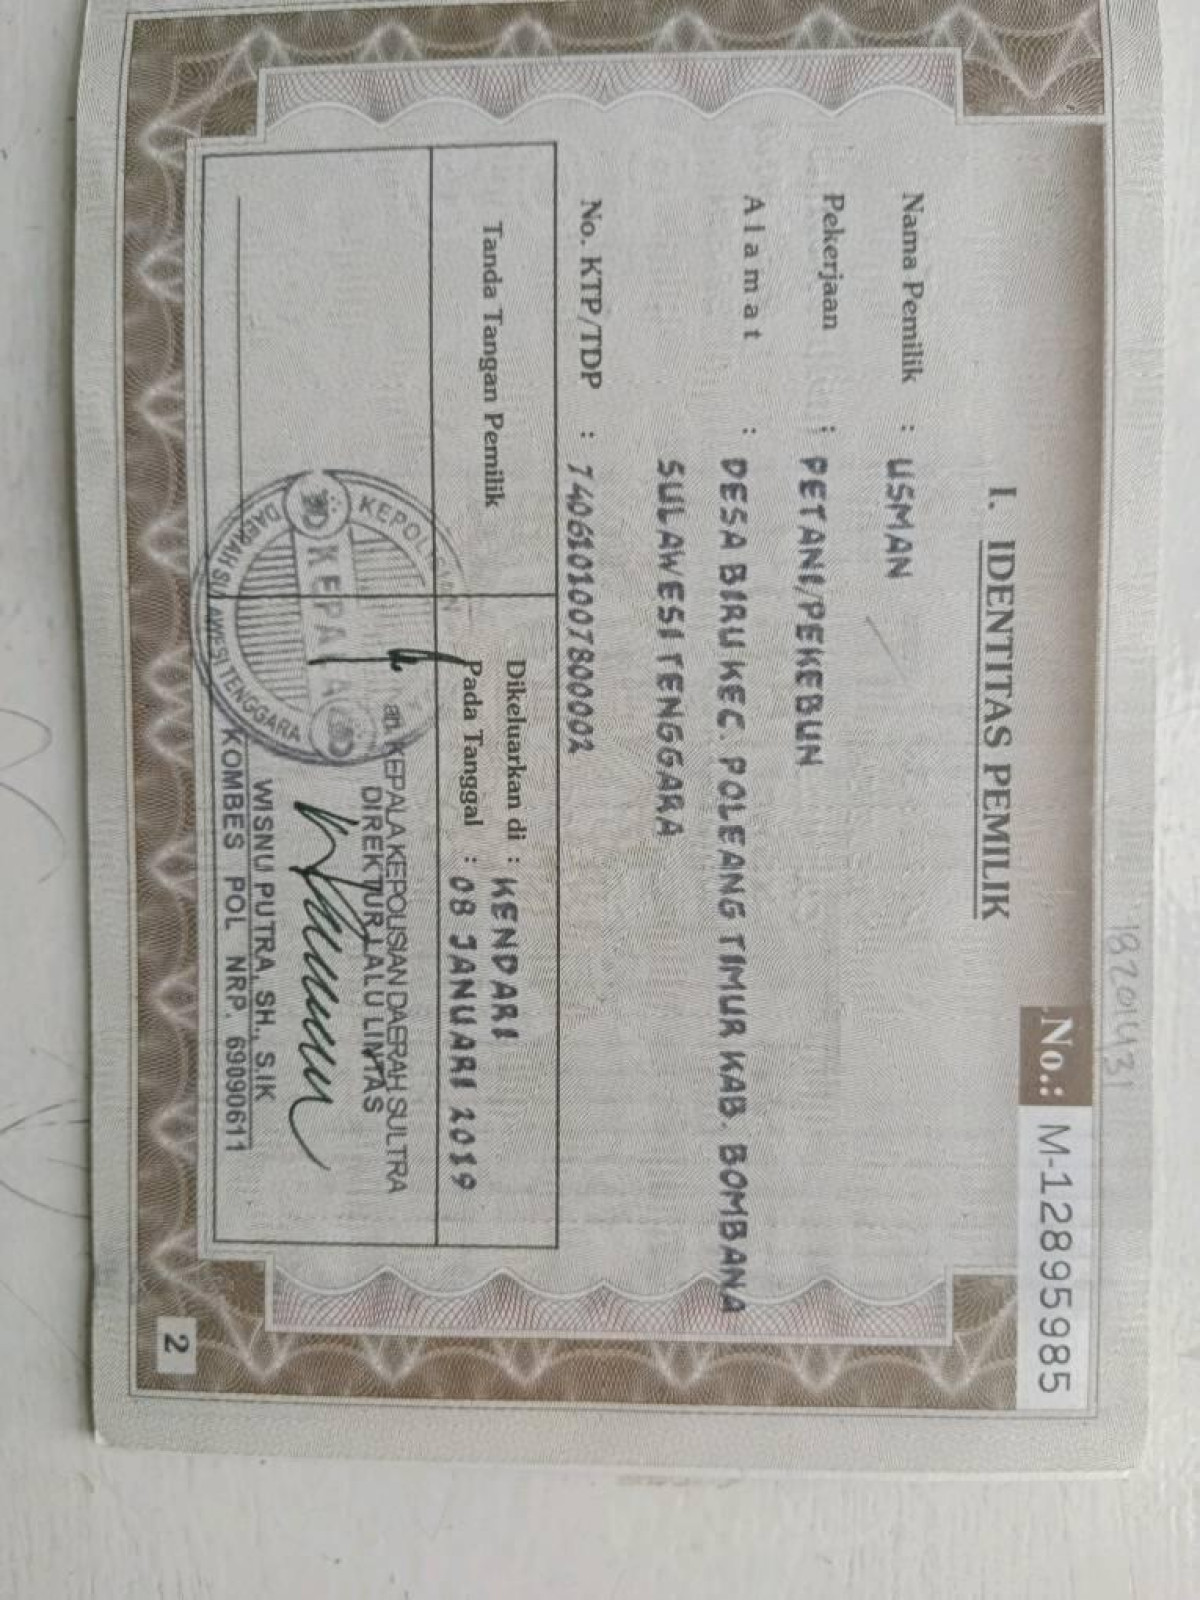 18201431
No.: M-12895985
I. IDENTITAS PEMILIK
Nama Pemilik : USMAN
Pekerjaan : PETANI/PEKEBUN
A l a m a t : DESA BIRU KEC. POLEANG TIMUR KAB. BOMBANA
SULAWESI TENGGARA
No. KTP/TDP : 7406101007800002
Tanda Tangan Pemilik
Dikeluarkan di : KENDARI
Pada Tanggal : 08 JANUARI 2019
an. KEPALA KEPOLISIAN DAERAH SULTRA
DIREKTUR LALU LINTAS
KEPOLISIAN
DAERAH SULAWESI TENGGARA
WISNU PUTRA, SH., S.IK
KOMBES POL NRP. 69090611
2